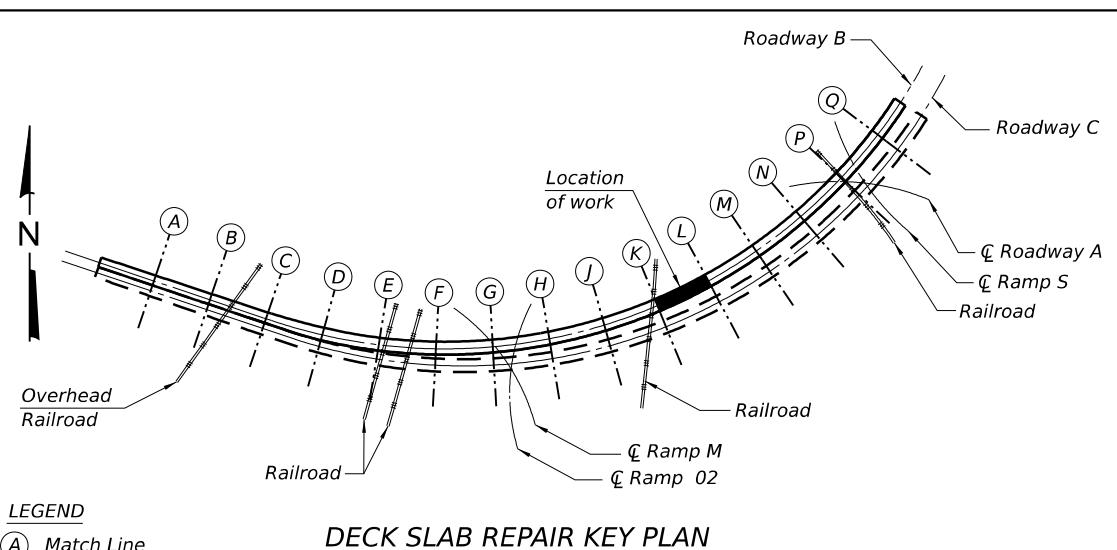 Roadway B
Roadway C
Q
P
N
M
L
K
J
H
G
F
E
D
C
B
A
N
Location
of work
℄ Roadway A
℄ Ramp S
Railroad
Overhead
Railroad
Railroad
Railroad
℄ Ramp M
℄ Ramp 02
LEGEND
A Match Line
DECK SLAB REPAIR KEY PLAN